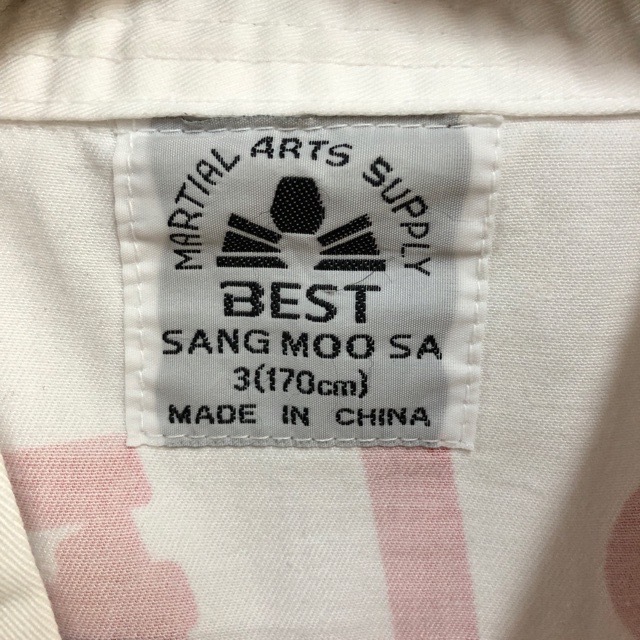 MARTIAL ARTS SUPPLY
BEST
SANG MOO SA
3(170cm)
MADE IN CHINA